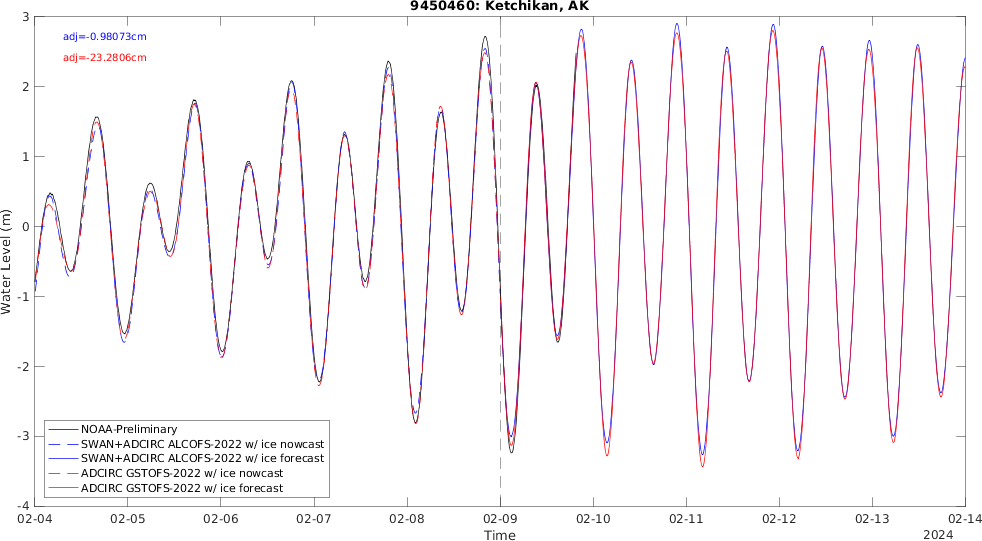 9450460: Ketchikan, AK
adj=-0.98073cm
adj=-23.2806cm
Water Level (m)
3
2
1
0
-1
-2
-3
-4
NOAA-Preliminary
SWAN+ADCIRC ALCOFS-2022 w/ ice nowcast
SWAN+ADCIRC ALCOFS-2022 w/ ice forecast
ADCIRC GSTOFS-2022 w/ ice nowcast
ADCIRC GSTOFS-2022 w/ ice forecast
02-04 02-05 02-06 02-07 02-08 02-09 02-10 02-11 02-12 02-13 02-14
Time
2024